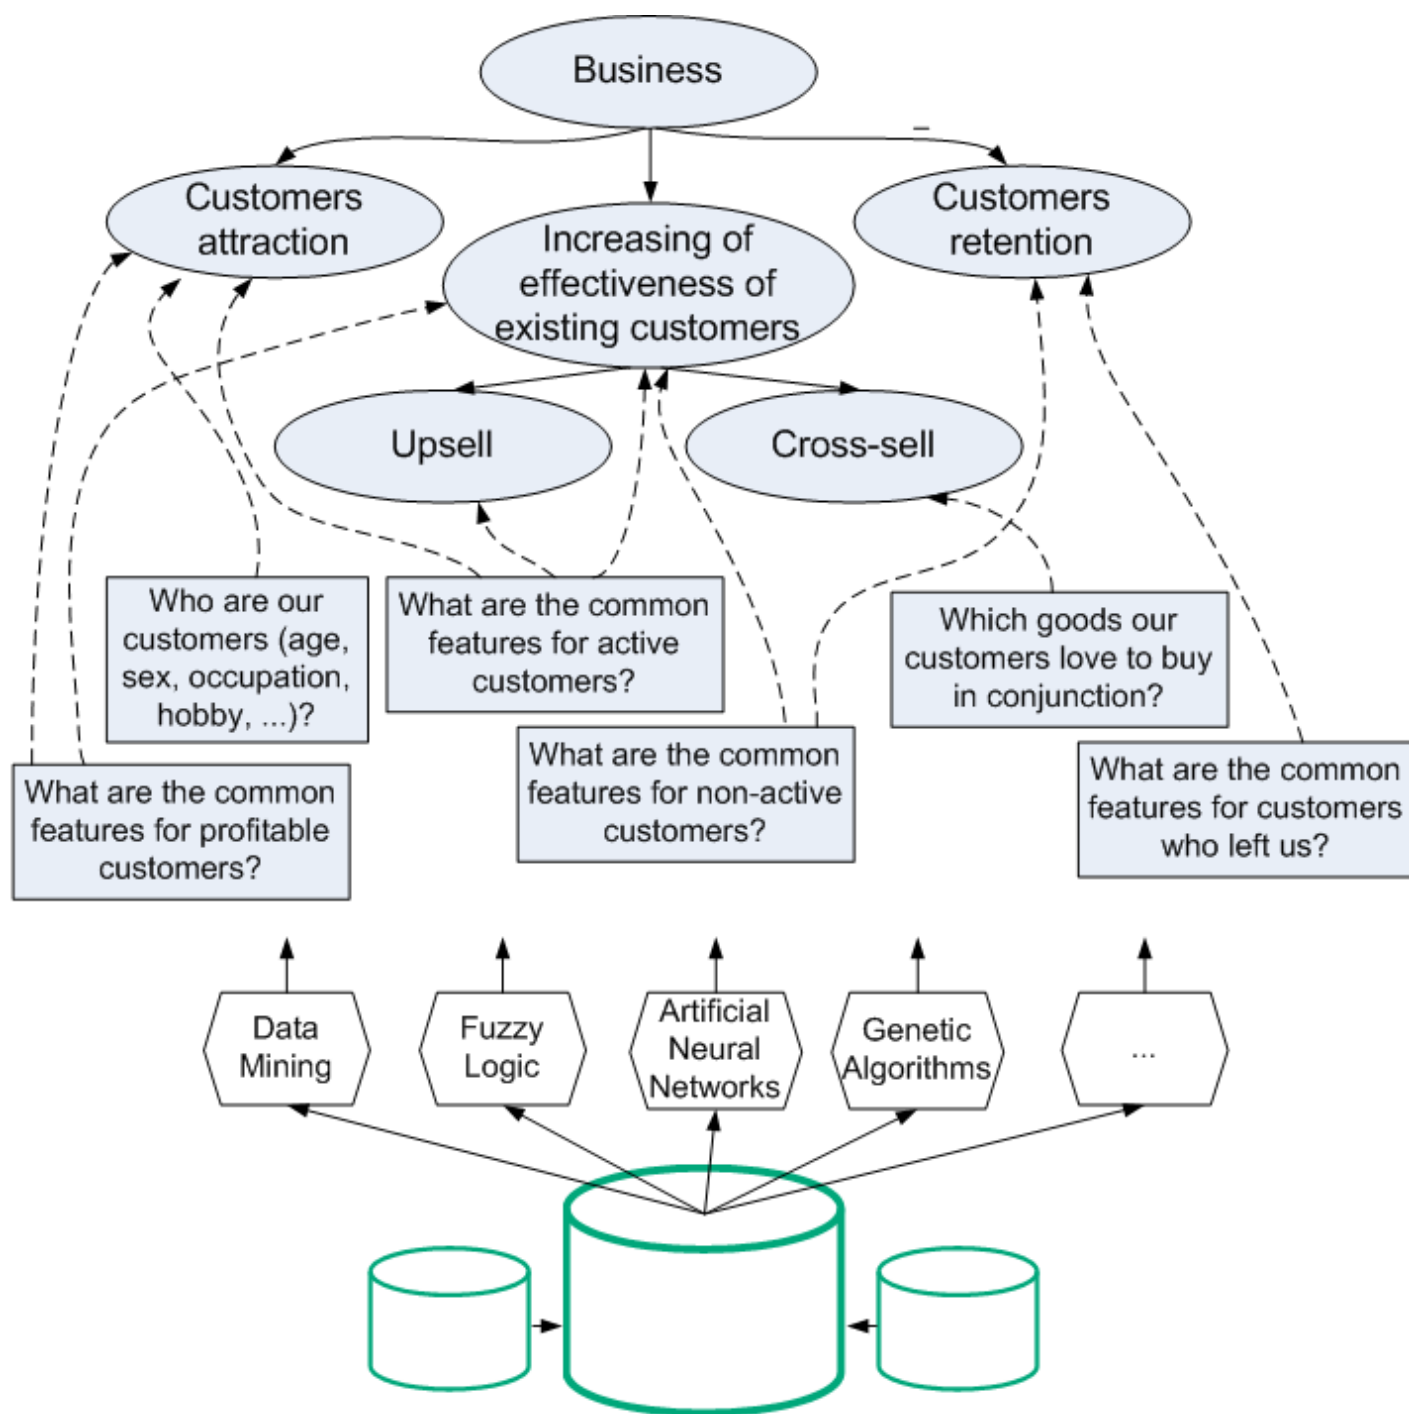 Business
Customers
attraction
Increasing of
effectiveness of
existing customers
Customers
retention
Upsell
Cross-sell
Who are our
customers (age,
sex, occupation,
hobby, ...)?
What are the common
features for active
customers?
Which goods our
customers love to buy
in conjunction?
What are the common
features for profitable
customers?
What are the common
features for non-active
customers?
What are the common
features for customers
who left us?
Data
Mining
Fuzzy
Logic
Artificial
Neural
Networks
Genetic
Algorithms
...